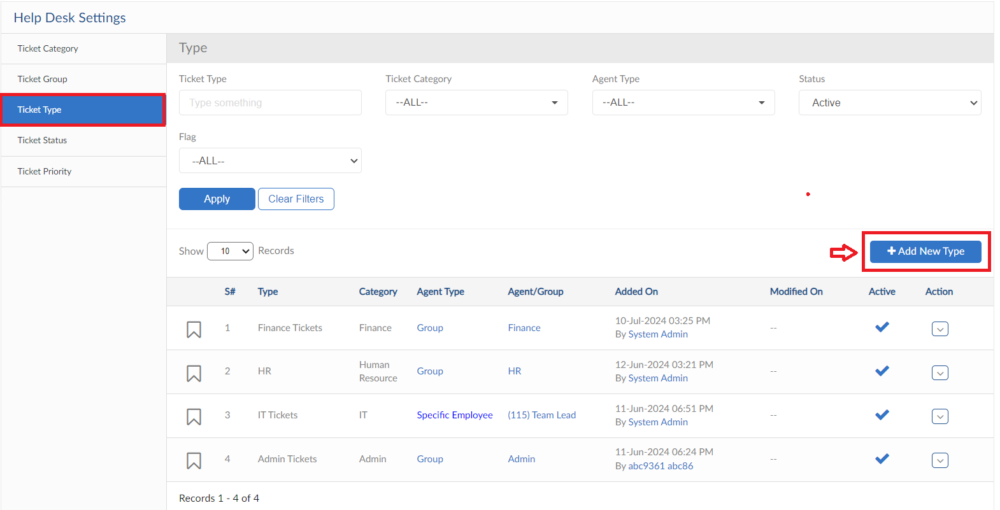 Help Desk Settings
Ticket Category
Ticket Group
Ticket Type
Ticket Status
Ticket Priority
Type
Ticket Type Ticket Category Agent Type Status
Type something --ALL-- --ALL-- Active
Flag
--ALL--
Apply Clear Filters
Show 10 Records + Add New Type
S# Type Category Agent Type Agent/Group Added On Modified On Active Action
1 Finance Tickets Finance Group Finance 10-Jul-2024 03:25 PM --
By System Admin
2 HR Human Resource Group HR 12-Jun-2024 03:21 PM --
By System Admin
3 IT Tickets IT Specific Employee (115) Team Lead 11-Jun-2024 06:51 PM --
By System Admin
4 Admin Tickets Admin Group Admin 11-Jun-2024 06:24 PM --
By abc9361 abc86
Records 1 - 4 of 4